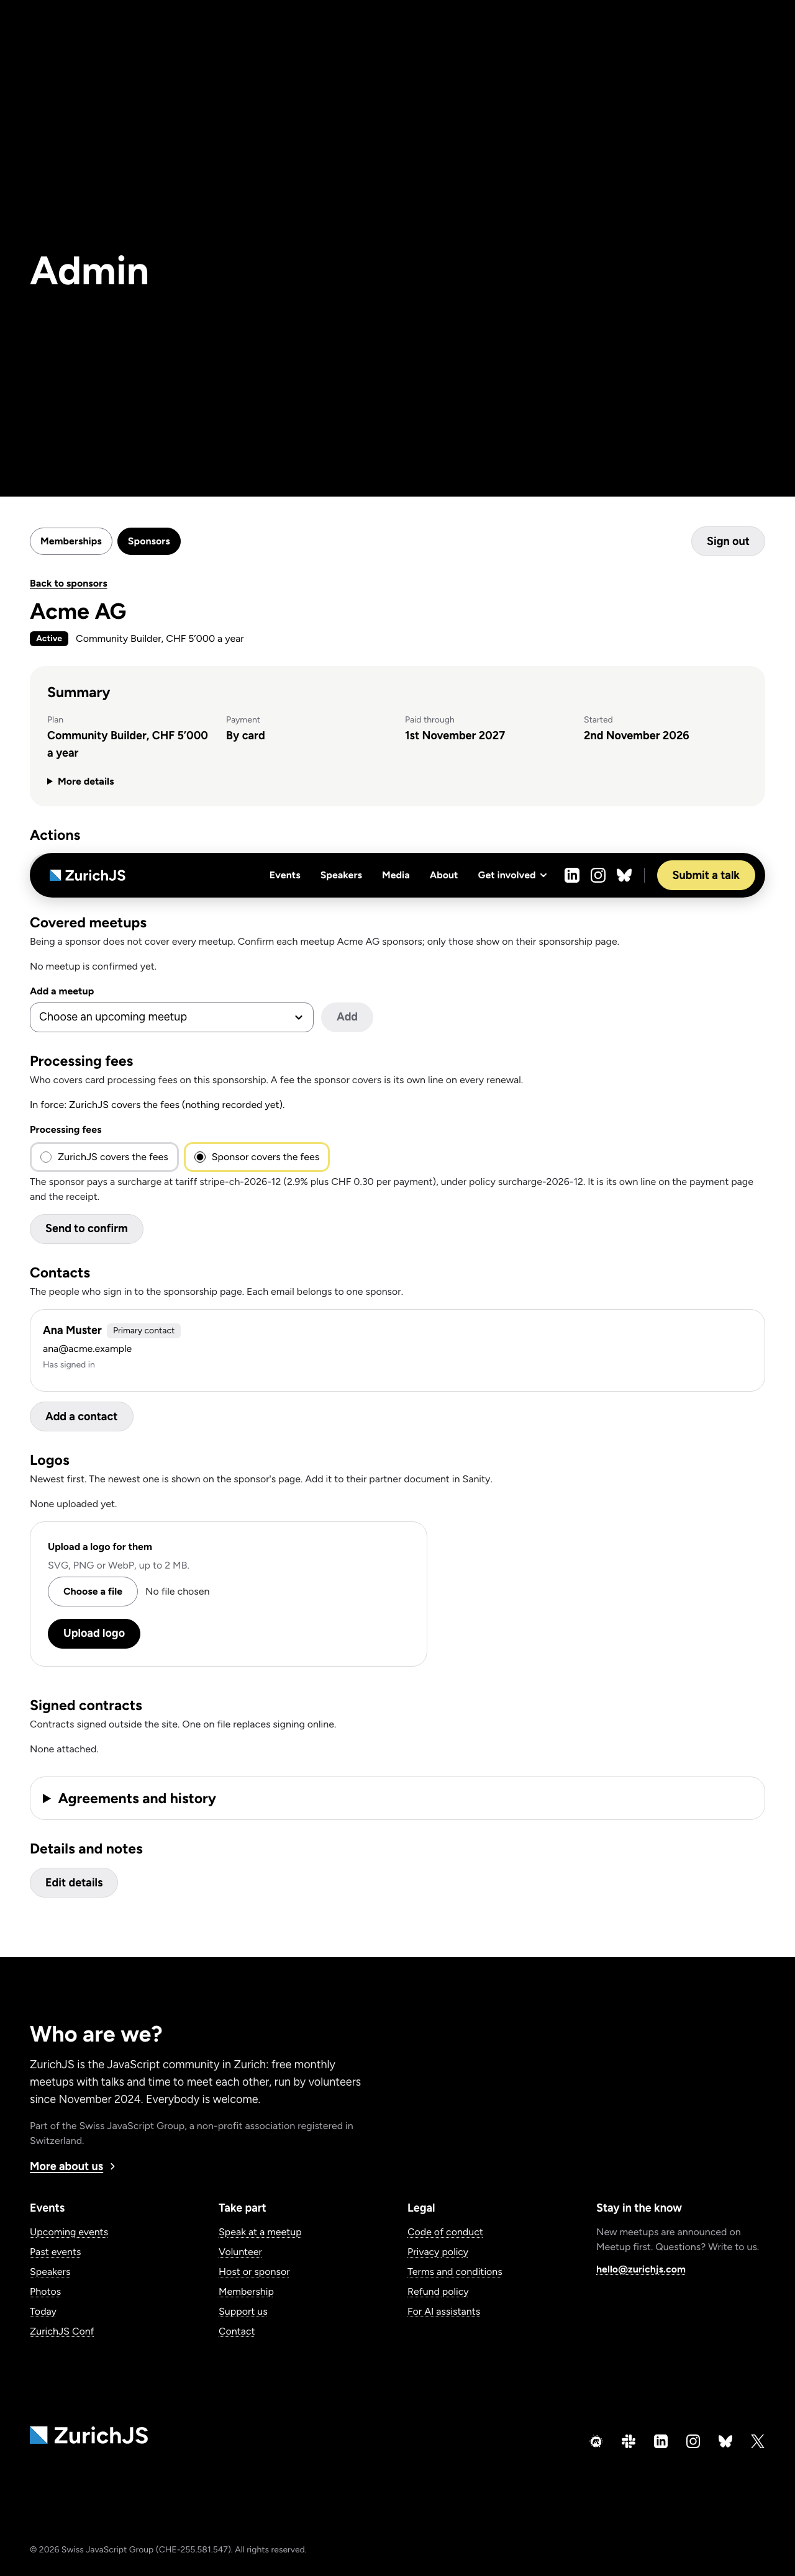 Admin
Memberships
Sponsors
Sign out
Back to sponsors
Acme AG
Active
Community Builder, CHF 5’000 a year
Summary
Plan
Community Builder, CHF 5’000
a year
Payment
By card
Paid through
1st November 2027
Started
2nd November 2026
More details
Actions
ZurichJS
Events
Speakers
Media
About
Get involved
Submit a talk
Covered meetups
Being a sponsor does not cover every meetup. Confirm each meetup Acme AG sponsors; only those show on their sponsorship page.
No meetup is confirmed yet.
Add a meetup
Choose an upcoming meetup
Add
Processing fees
Who covers card processing fees on this sponsorship. A fee the sponsor covers is its own line on every renewal.
In force: ZurichJS covers the fees (nothing recorded yet).
Processing fees
ZurichJS covers the fees
Sponsor covers the fees
The sponsor pays a surcharge at tariff stripe-ch-2026-12 (2.9% plus CHF 0.30 per payment), under policy surcharge-2026-12. It is its own line on the payment page
and the receipt.
Send to confirm
Contacts
The people who sign in to the sponsorship page. Each email belongs to one sponsor.
Ana Muster
Primary contact
ana@acme.example
Has signed in
Add a contact
Logos
Newest first. The newest one is shown on the sponsor's page. Add it to their partner document in Sanity.
None uploaded yet.
Upload a logo for them
SVG, PNG or WebP, up to 2 MB.
Choose a file
No file chosen
Upload logo
Signed contracts
Contracts signed outside the site. One on file replaces signing online.
None attached.
Agreements and history
Details and notes
Edit details
Who are we?
ZurichJS is the JavaScript community in Zurich: free monthly
meetups with talks and time to meet each other, run by volunteers
since November 2024. Everybody is welcome.
Part of the Swiss JavaScript Group, a non-profit association registered in
Switzerland.
More about us
Events
Upcoming events
Past events
Speakers
Photos
Today
ZurichJS Conf
Take part
Speak at a meetup
Volunteer
Host or sponsor
Membership
Support us
Contact
Legal
Code of conduct
Privacy policy
Terms and conditions
Refund policy
For AI assistants
Stay in the know
New meetups are announced on
Meetup first. Questions? Write to us.
hello@zurichjs.com
ZurichJS
© 2026 Swiss JavaScript Group (CHE-255.581.547). All rights reserved.